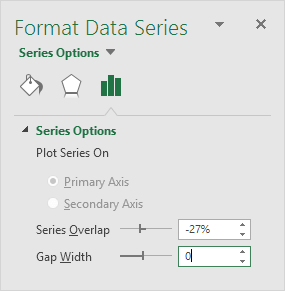 Format Data Series
Series Options
Series Options
Plot Series On
Primary Axis
Secondary Axis
Series Overlap -27%
Gap Width 0